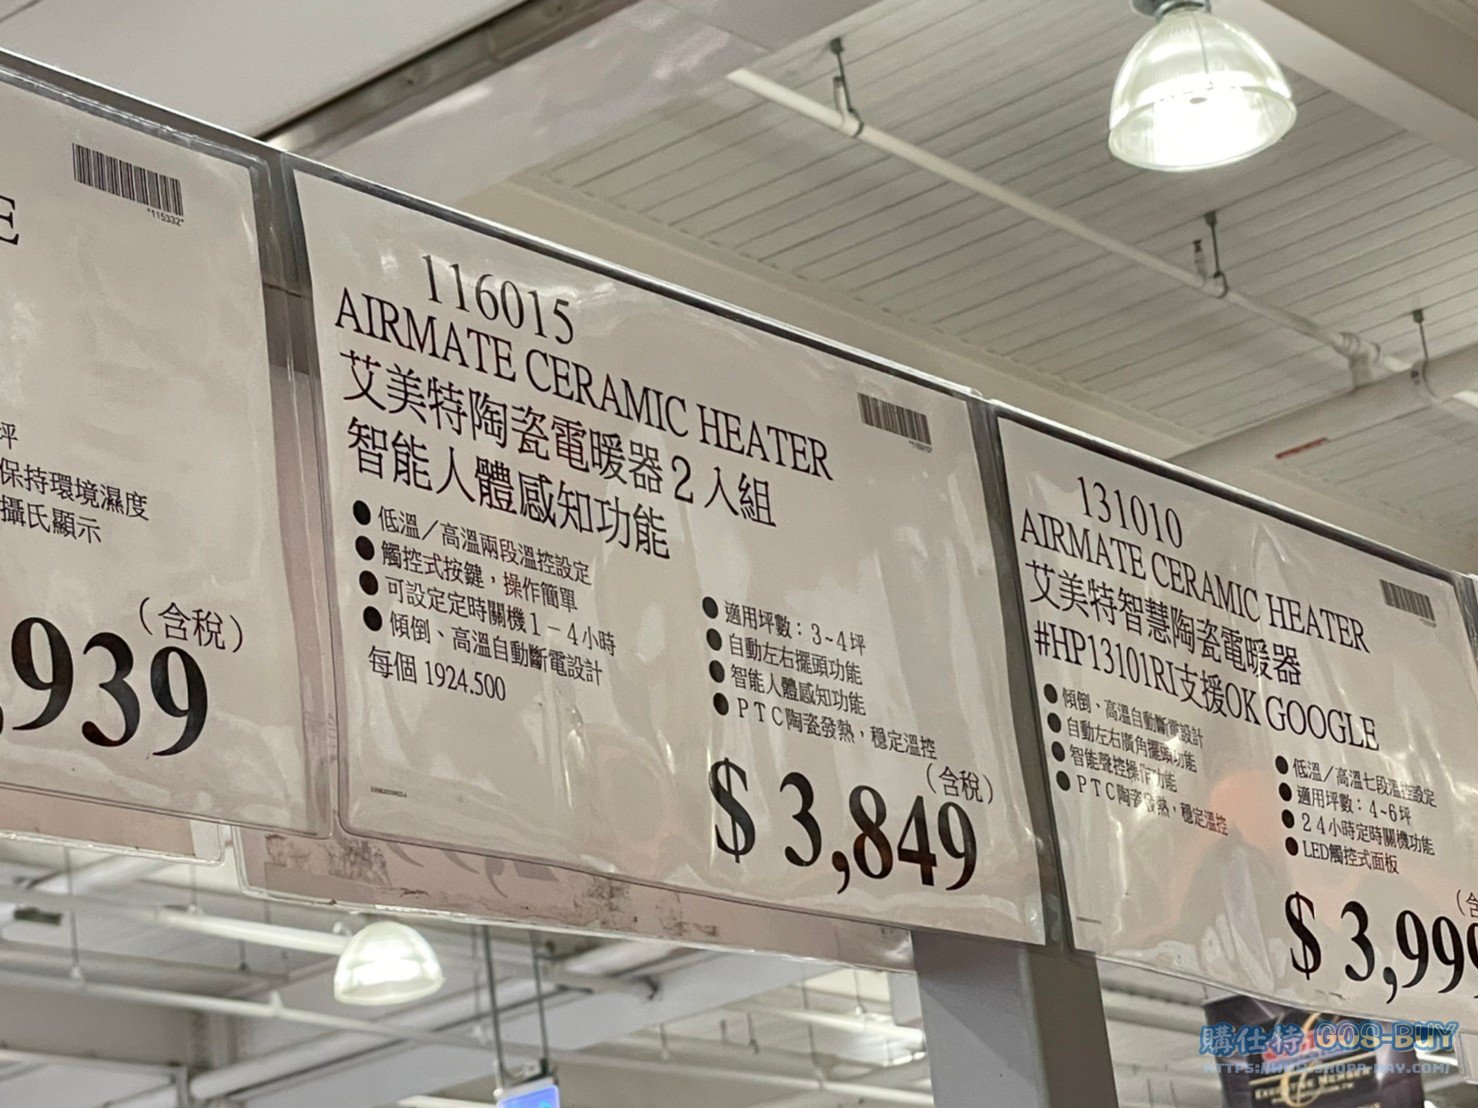 E
*115332*
坪
保持環境濕度
攝氏顯示
(含稅)
,939
116015
AIRMATE CERAMIC HEATER
艾美特陶瓷電暖器2入組
智能人體感知功能
●低溫／高溫兩段溫控設定
●觸控式按鍵，操作簡單
●可設定定時關機1－4小時
●傾倒、高溫自動斷電設計
每個 1924.500
●適用坪數：3~4坪
●自動左右擺頭功能
●智能人體感知功能
●PTC陶瓷發熱，穩定溫控
(含稅)
$3,849
131010
AIRMATE CERAMIC HEATER
艾美特智慧陶瓷電暖器
#HP13101RI支援OK GOOGLE
●傾倒、高溫自動斷電設計
●自動左右廣角擺頭功能
●智能聲控操作功能
●PTC陶瓷發熱，穩定溫控
●低溫／高溫七段溫控設定
●適用坪數：4~6坪
●24小時定時關機功能
●LED觸控式面板
(含
$3,999
購仕特 GOS-BUY
HTTPS://WWW.SHOPA-DAY.COM/